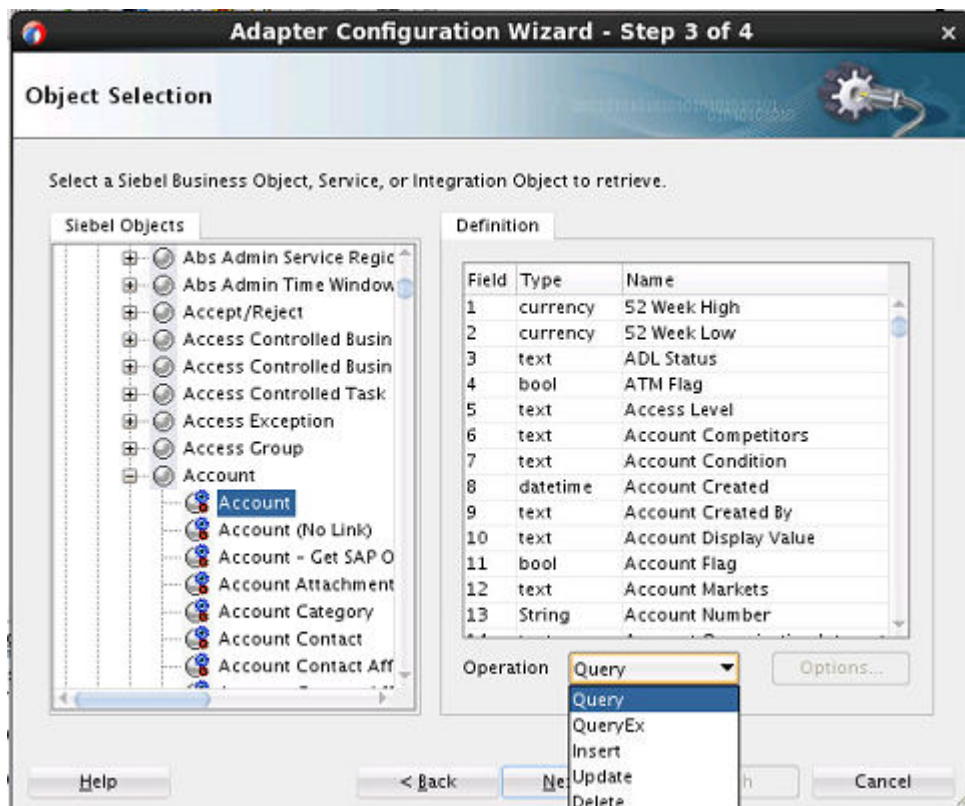 Adapter Configuration Wizard - Step 3 of 4
Object Selection
Select a Siebel Business Object, Service, or Integration Object to retrieve.
Siebel Objects
Abs Admin Service Regic
Abs Admin Time Window
Accept/Reject
Access Controlled Busin
Access Controlled Busin
Access Controlled Task
Access Exception
Access Group
Account
Account
Account (No Link)
Account - Get SAP O
Account Attachment
Account Category
Account Contact
Account Contact Aff
Definition
Field Type Name
1 currency 52 Week High
2 currency 52 Week Low
3 text ADL Status
4 bool ATM Flag
5 text Access Level
6 text Account Competitors
7 text Account Condition
8 datetime Account Created
9 text Account Created By
10 text Account Display Value
11 bool Account Flag
12 text Account Markets
13 String Account Number
Operation Query Options...
Query
QueryEx
Insert
Update
Delete
Help < Back Ne h Cancel